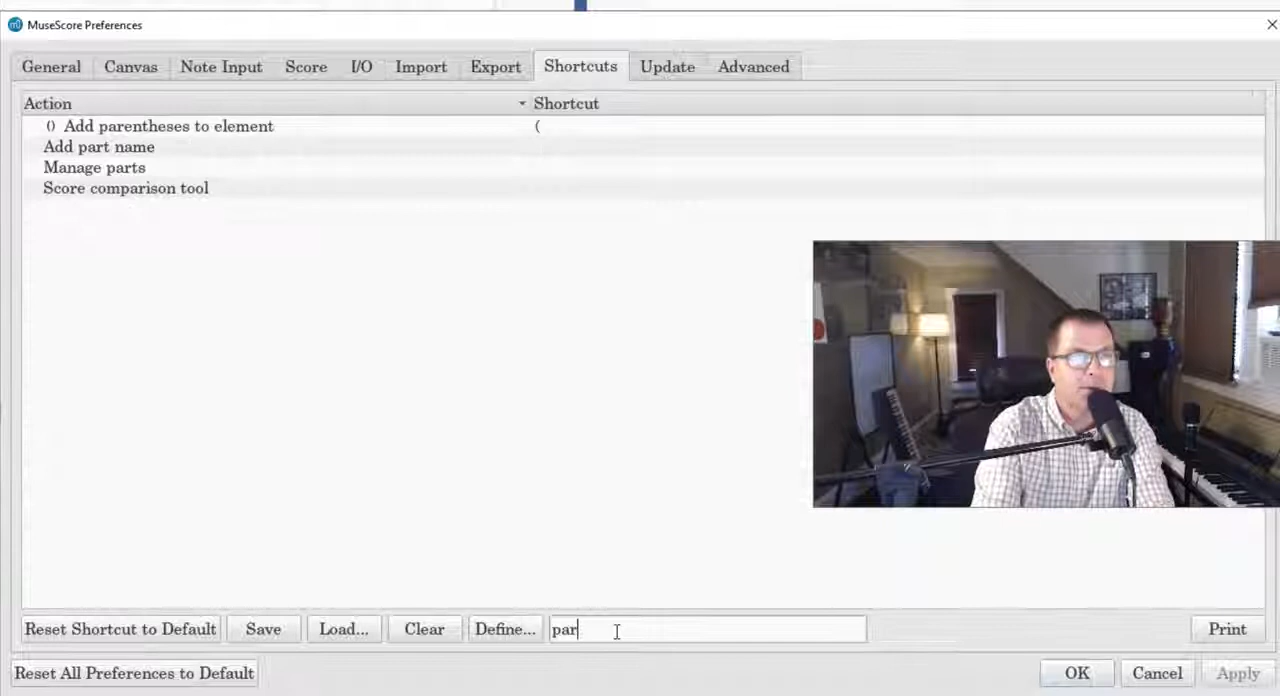 MuseScore Preferences
General Canvas Note Input Score I/O Import Export Shortcuts Update Advanced
Action Shortcut
() Add parentheses to element (
Add part name
Manage parts
Score comparison tool
Reset Shortcut to Default Save Load... Clear Define... par Print
Reset All Preferences to Default OK Cancel Apply